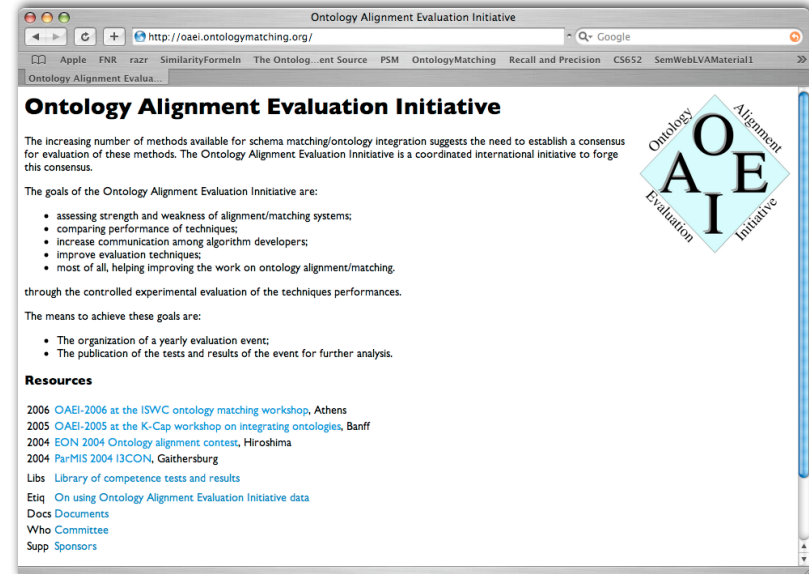 Ontology Alignment Evaluation Initiative
http://oaei.ontologymatching.org/
Google
Apple FNR razr SimilarityFormeln The Ontolog...ent Source PSM OntologyMatching Recall and Precision CS652 SemWebLVAMaterial1
Ontology Alignment Evalua...
Ontology Alignment Evaluation Initiative
The increasing number of methods available for schema matching/ontology integration suggests the need to establish a consensus
for evaluation of these methods. The Ontology Alignment Evaluation Innitiative is a coordinated international initiative to forge
this consensus.
The goals of the Ontology Alignment Evaluation Innitiative are:
• assessing strength and weakness of alignment/matching systems;
• comparing performance of techniques;
• increase communication among algorithm developers;
• improve evaluation techniques;
• most of all, helping improving the work on ontology alignment/matching.
through the controlled experimental evaluation of the techniques performances.
The means to achieve these goals are:
• The organization of a yearly evaluation event;
• The publication of the tests and results of the event for further analysis.
Resources
2006 OAEI-2006 at the ISWC ontology matching workshop, Athens
2005 OAEI-2005 at the K-Cap workshop on integrating ontologies, Banff
2004 EON 2004 Ontology alignment contest, Hiroshima
2004 ParMIS 2004 I3CON, Gaithersburg
Libs Library of competence tests and results
Etiq On using Ontology Alignment Evaluation Initiative data
Docs Documents
Who Committee
Supp Sponsors
Ontology Alignment
O
A E
I
Evaluation Initiative